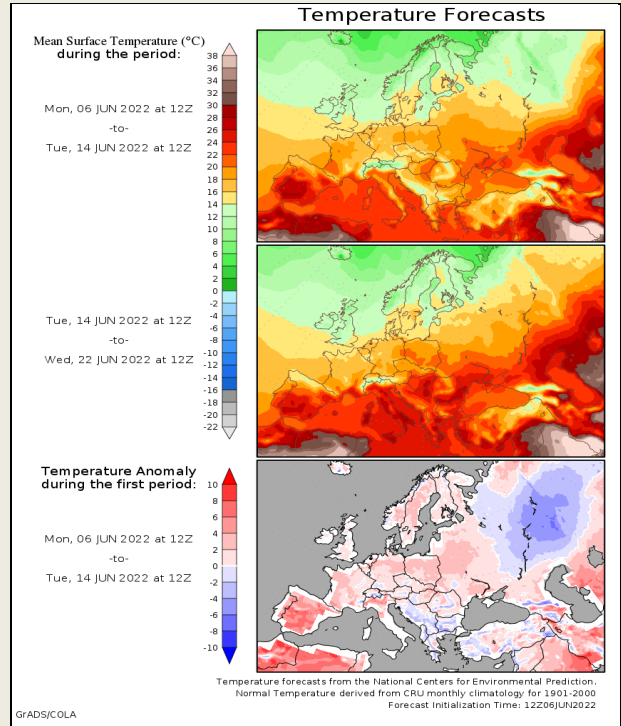 Temperature Forecasts
Mean Surface Temperature (°C)
during the period:
38
36
34
32
30
28
26
24
22
20
18
16
14
12
10
8
6
4
2
0
-2
-4
-6
-8
-10
-12
-14
-16
-18
-20
-22
Mon, 06 JUN 2022 at 12Z
-to-
Tue, 14 JUN 2022 at 12Z
Tue, 14 JUN 2022 at 12Z
-to-
Wed, 22 JUN 2022 at 12Z
Temperature Anomaly
during the first period:
10
8
6
4
2
0
-2
-4
-6
-8
-10
Mon, 06 JUN 2022 at 12Z
-to-
Tue, 14 JUN 2022 at 12Z
Temperature forecasts from the National Centers for Environmental Prediction.
Normal Temperature derived from CRU monthly climatology for 1901-2000
Forecast Initialization Time: 12Z06JUN2022
GrADS/COLA